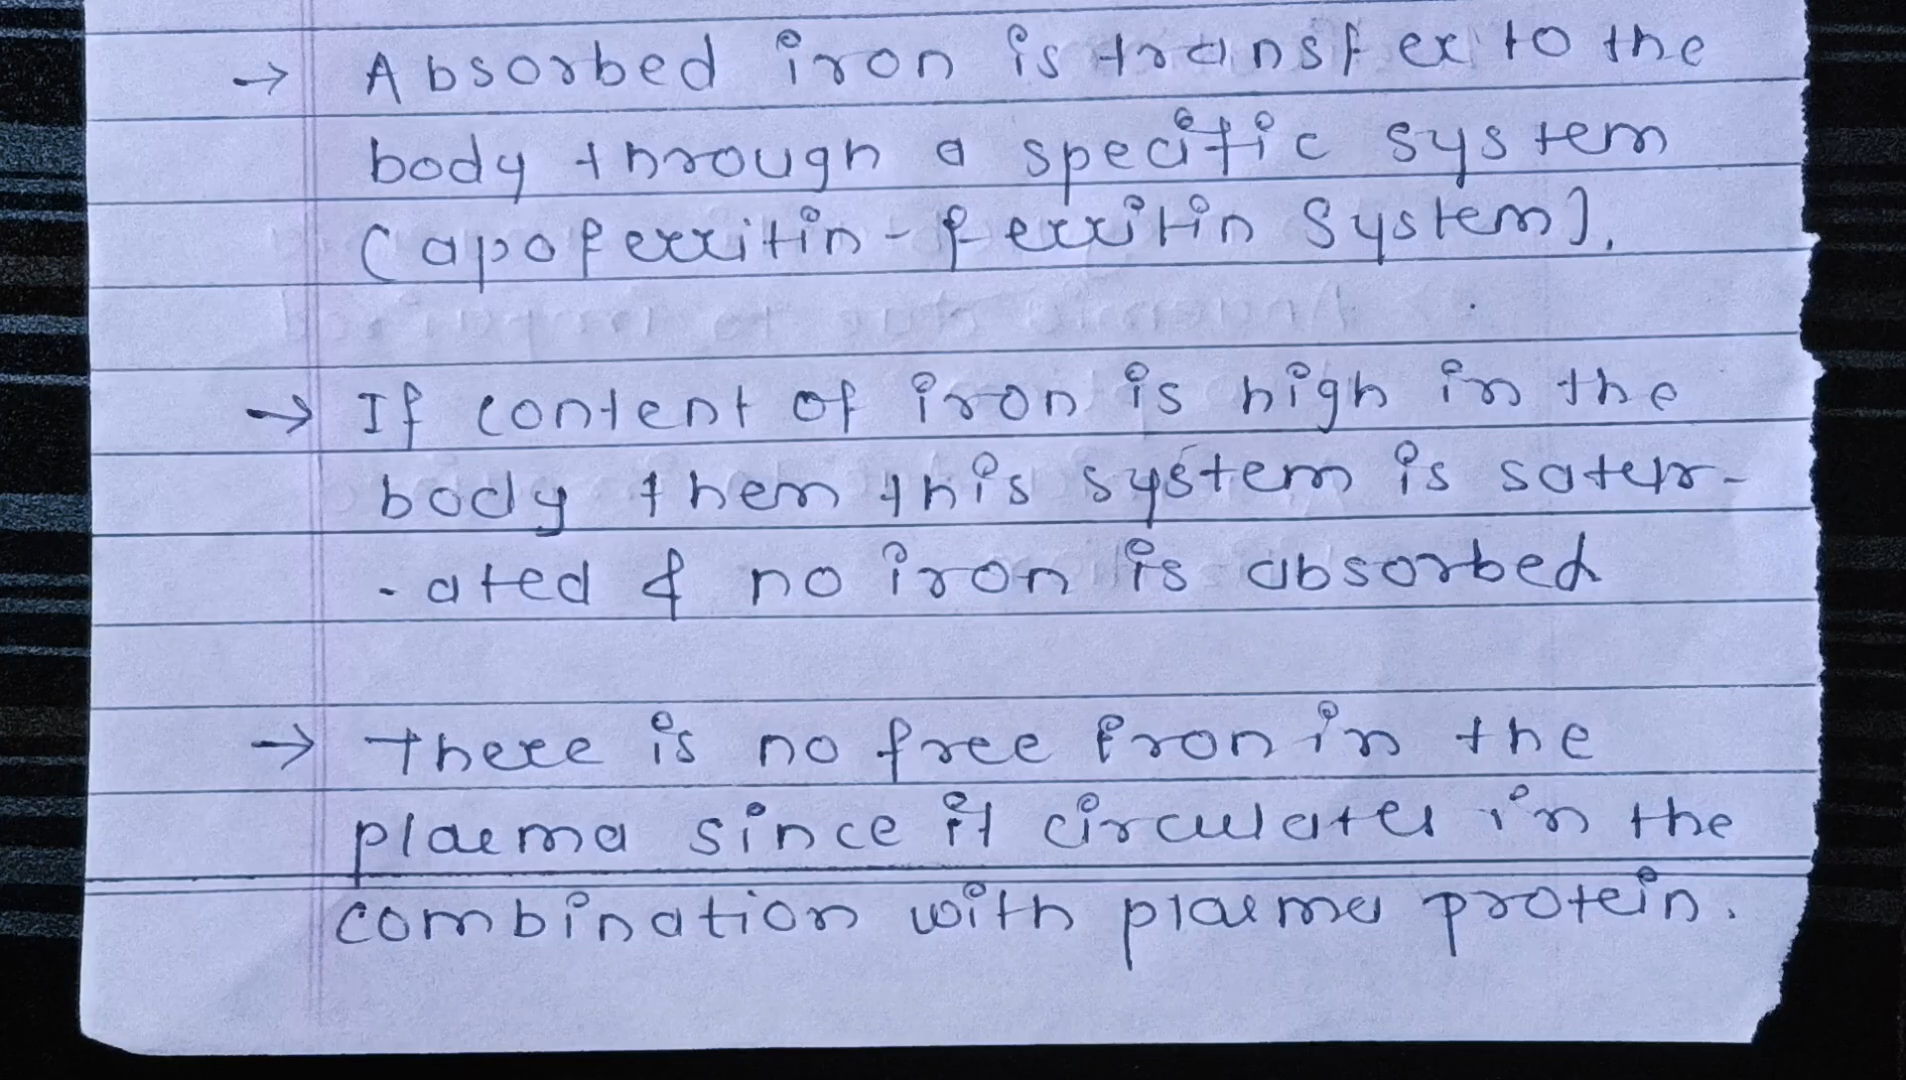 → Absorbed iron is transfer to the
body through a specific system
(apoferritin-ferritin System).
→ If content of iron is high in the
body then this system is satur-
-ated & no iron is absorbed
→ There is no free iron in the
plasma since it circulates in the
combination with plasma protein.